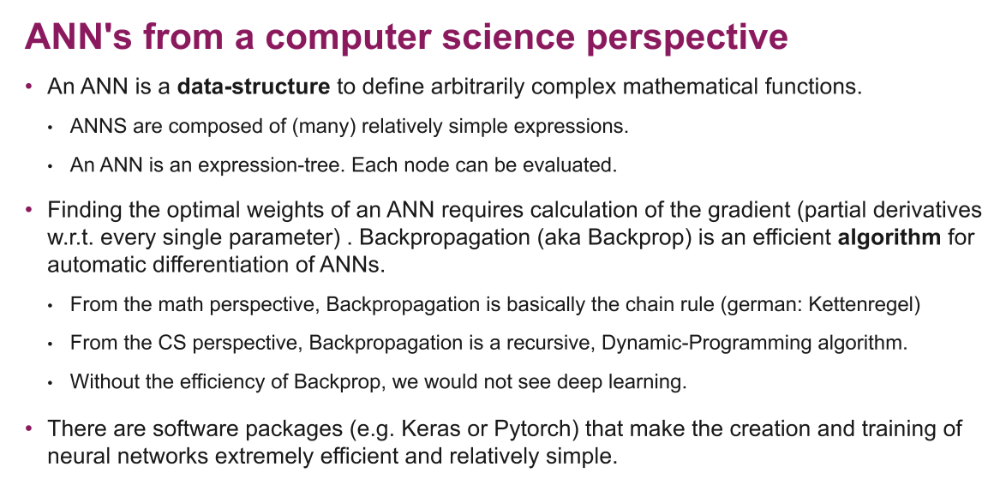 ANN's from a computer science perspective
• An ANN is a data-structure to define arbitrarily complex mathematical functions.
• ANNS are composed of (many) relatively simple expressions.
• An ANN is an expression-tree. Each node can be evaluated.
• Finding the optimal weights of an ANN requires calculation of the gradient (partial derivatives
w.r.t. every single parameter) . Backpropagation (aka Backprop) is an efficient algorithm for
automatic differentiation of ANNs.
• From the math perspective, Backpropagation is basically the chain rule (german: Kettenregel)
• From the CS perspective, Backpropagation is a recursive, Dynamic-Programming algorithm.
• Without the efficiency of Backprop, we would not see deep learning.
• There are software packages (e.g. Keras or Pytorch) that make the creation and training of
neural networks extremely efficient and relatively simple.